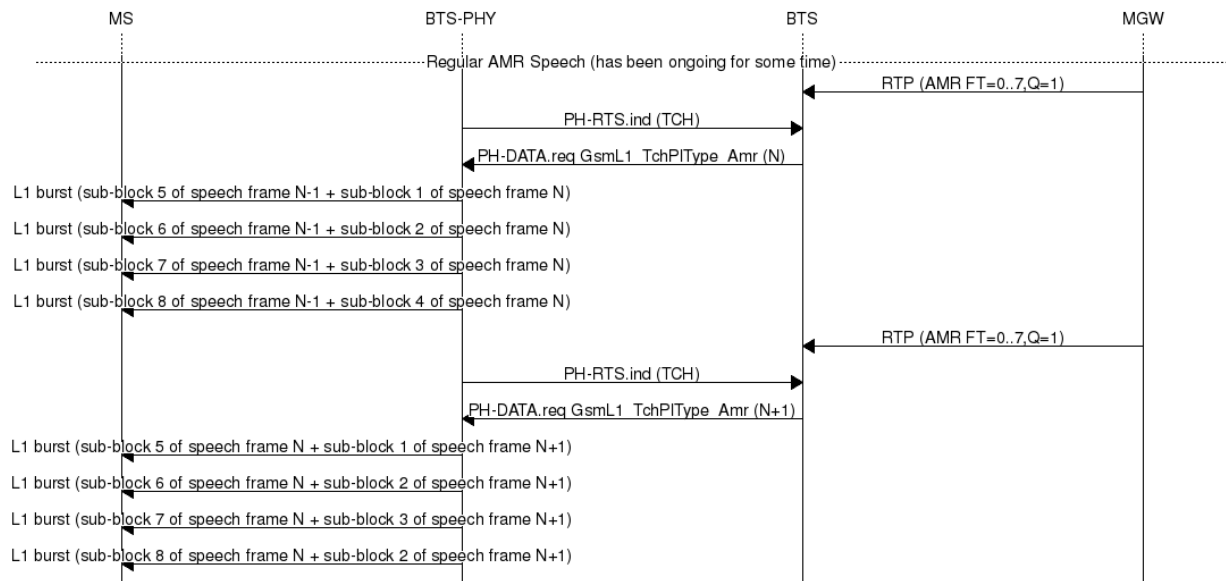 MS BTS-PHY BTS MGW
Regular AMR Speech (has been ongoing for some time)
RTP (AMR FT=0..7,Q=1)
PH-RTS.ind (TCH)
PH-DATA.req GsmL1_TchPlType_Amr (N)
L1 burst (sub-block 5 of speech frame N-1 + sub-block 1 of speech frame N)
L1 burst (sub-block 6 of speech frame N-1 + sub-block 2 of speech frame N)
L1 burst (sub-block 7 of speech frame N-1 + sub-block 3 of speech frame N)
L1 burst (sub-block 8 of speech frame N-1 + sub-block 4 of speech frame N)
RTP (AMR FT=0..7,Q=1)
PH-RTS.ind (TCH)
PH-DATA.req GsmL1_TchPlType_Amr (N+1)
L1 burst (sub-block 5 of speech frame N + sub-block 1 of speech frame N+1)
L1 burst (sub-block 6 of speech frame N + sub-block 2 of speech frame N+1)
L1 burst (sub-block 7 of speech frame N + sub-block 3 of speech frame N+1)
L1 burst (sub-block 8 of speech frame N + sub-block 2 of speech frame N+1)